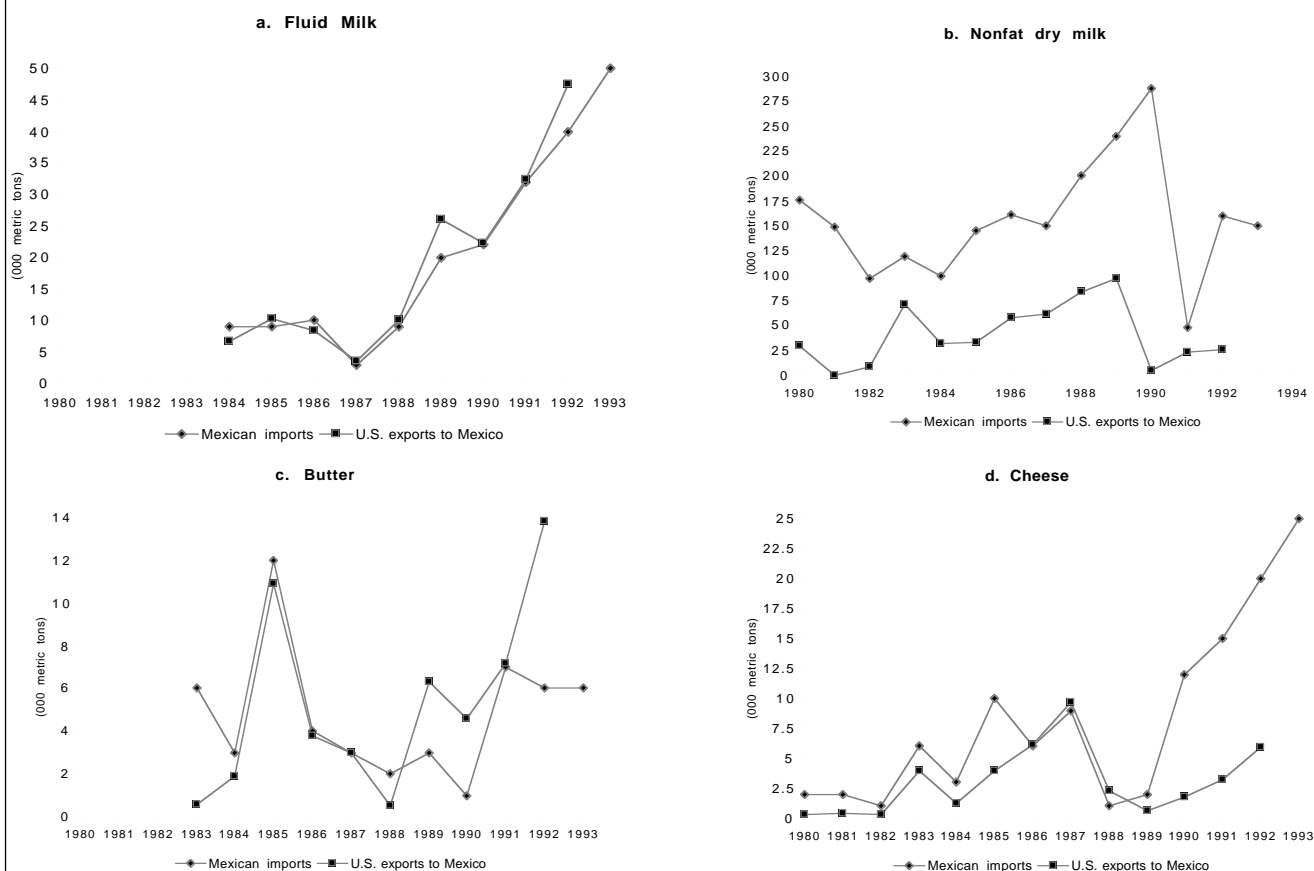 a. Fluid Milk
50
45
40
35
30
25
20
15
10
5
0
(000 metric tons)
1980 1981 1982 1983 1984 1985 1986 1987 1988 1989 1990 1991 1992 1993
Mexican imports U.S. exports to Mexico
b. Nonfat dry milk
300
275
250
225
200
175
150
125
100
75
50
25
0
(000 metric tons)
1980 1982 1984 1986 1988 1990 1992 1994
Mexican imports U.S. exports to Mexico
c. Butter
14
12
10
8
6
4
2
0
(000 metric tons)
1980 1981 1982 1983 1984 1985 1986 1987 1988 1989 1990 1991 1992 1993
Mexican imports U.S. exports to Mexico
d. Cheese
25
22.5
20
17.5
15
12.5
10
7.5
5
2.5
0
(000 metric tons)
1980 1981 1982 1983 1984 1985 1986 1987 1988 1989 1990 1991 1992 1993
Mexican imports U.S. exports to Mexico